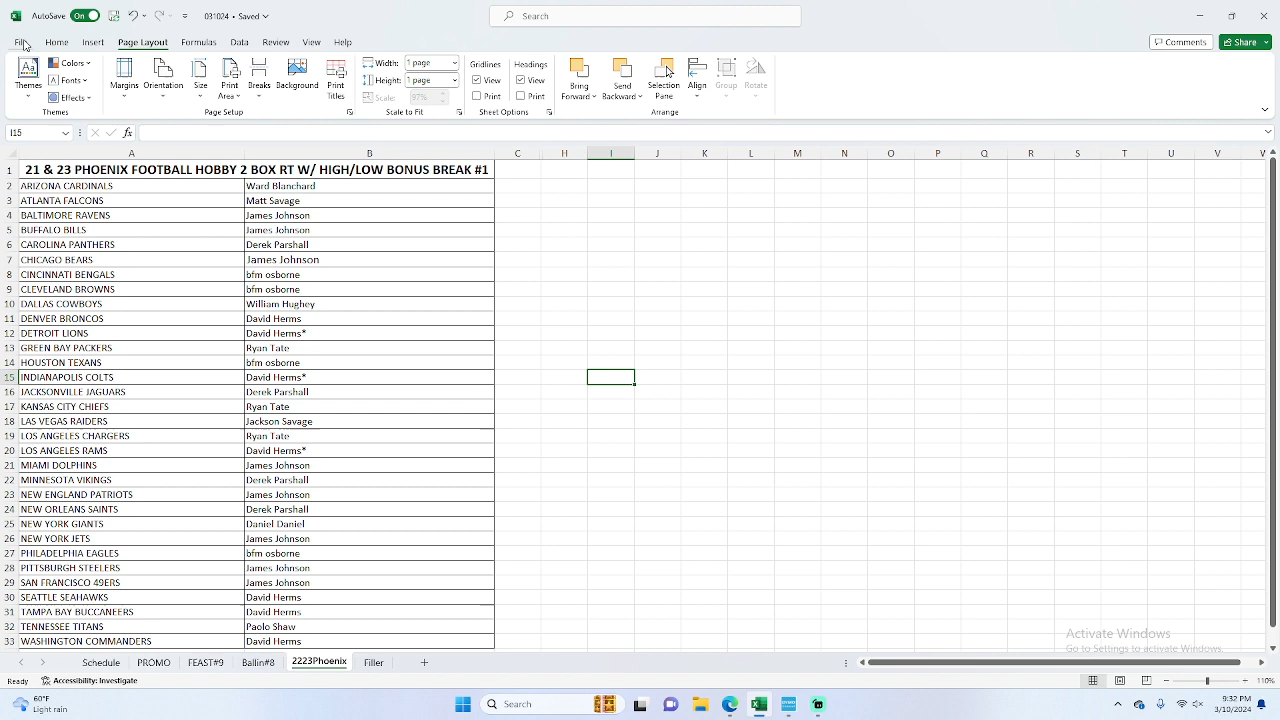 AutoSave On 031024 • Saved Search
File Home Insert Page Layout Formulas Data Review View Help Comments Share
Colors Width: 1 page Gridlines Headings
Fonts Height: 1 page View View
Themes Effects Margins Orientation Size Print Area Breaks Background Print Titles Scale: 97% Print Print Bring Forward Send Backward Selection Pane Align Group Rotate
Themes Page Setup Scale to Fit Sheet Options Arrange
I15 fx
A B C H I J K L M N O P Q R S T U V W
1 21 & 23 PHOENIX FOOTBALL HOBBY 2 BOX RT W/ HIGH/LOW BONUS BREAK #1
2 ARIZONA CARDINALS Ward Blanchard
3 ATLANTA FALCONS Matt Savage
4 BALTIMORE RAVENS James Johnson
5 BUFFALO BILLS James Johnson
6 CAROLINA PANTHERS Derek Parshall
7 CHICAGO BEARS James Johnson
8 CINCINNATI BENGALS bfm osborne
9 CLEVELAND BROWNS bfm osborne
10 DALLAS COWBOYS William Hughey
11 DENVER BRONCOS David Herms
12 DETROIT LIONS David Herms*
13 GREEN BAY PACKERS Ryan Tate
14 HOUSTON TEXANS bfm osborne
15 INDIANAPOLIS COLTS David Herms*
16 JACKSONVILLE JAGUARS Derek Parshall
17 KANSAS CITY CHIEFS Ryan Tate
18 LAS VEGAS RAIDERS Jackson Savage
19 LOS ANGELES CHARGERS Ryan Tate
20 LOS ANGELES RAMS David Herms*
21 MIAMI DOLPHINS James Johnson
22 MINNESOTA VIKINGS Derek Parshall
23 NEW ENGLAND PATRIOTS James Johnson
24 NEW ORLEANS SAINTS Derek Parshall
25 NEW YORK GIANTS Daniel Daniel
26 NEW YORK JETS James Johnson
27 PHILADELPHIA EAGLES bfm osborne
28 PITTSBURGH STEELERS James Johnson
29 SAN FRANCISCO 49ERS James Johnson
30 SEATTLE SEAHAWKS David Herms
31 TAMPA BAY BUCCANEERS David Herms
32 TENNESSEE TITANS Paolo Shaw
33 WASHINGTON COMMANDERS David Herms
Activate Windows
Go to Settings to activate Windows.
Schedule PROMO FEAST#9 Ballin#8 2223Phoenix Filler
Ready Accessibility: Investigate 110%
60°F Search 9:32 PM
Light rain 3/10/2024